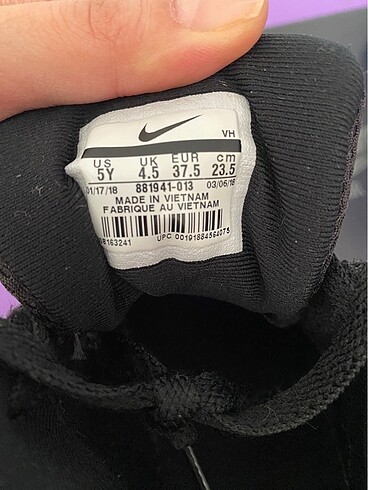 VH
US UK EUR cm
5Y 4.5 37.5 23.5
01/17/18 881941-013 03/06/18
MADE IN VIETNAM
FABRIQUE AU VIETNAM
UPC 00191884564075